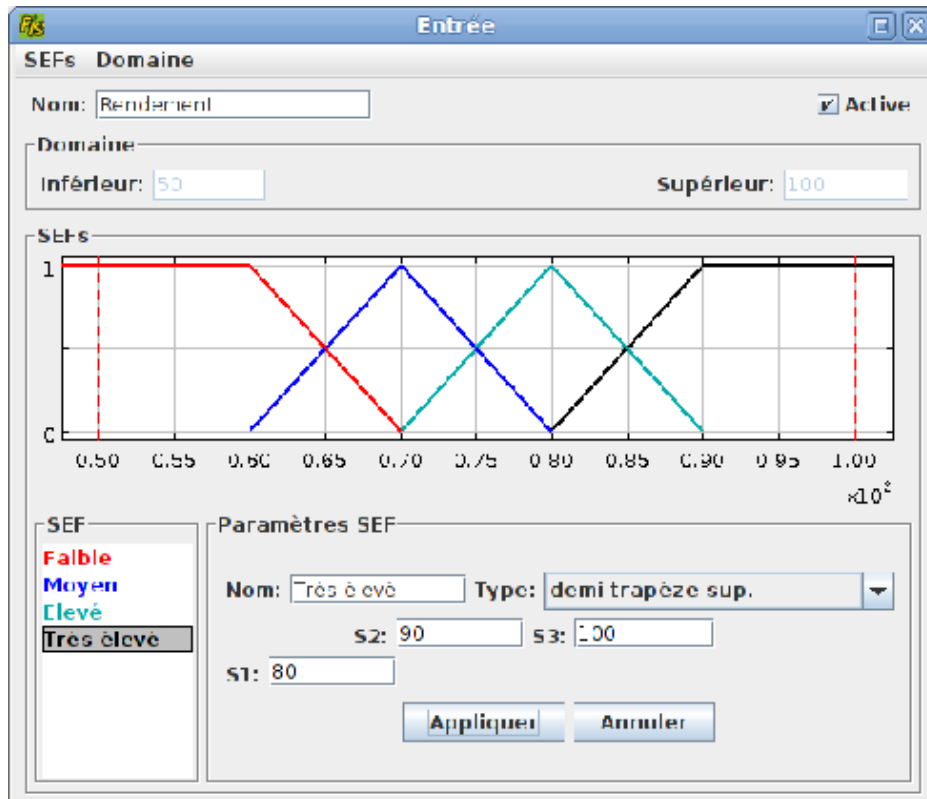 Entrée
SEFs Domaine
Nom: Rendement Active
Domaine
Inférieur: 50 Supérieur: 100
SEFs
1
0
0.50 0.55 0.60 0.65 0.70 0.75 0.80 0.85 0.90 0.95 1.00
×10²
SEF Paramètres SEF
Faible
Moyen
Elevé
Très élevé
Nom: Très élevé Type: demi trapèze sup.
S2: 90 S3: 100
S1: 80
Appliquer Annuler